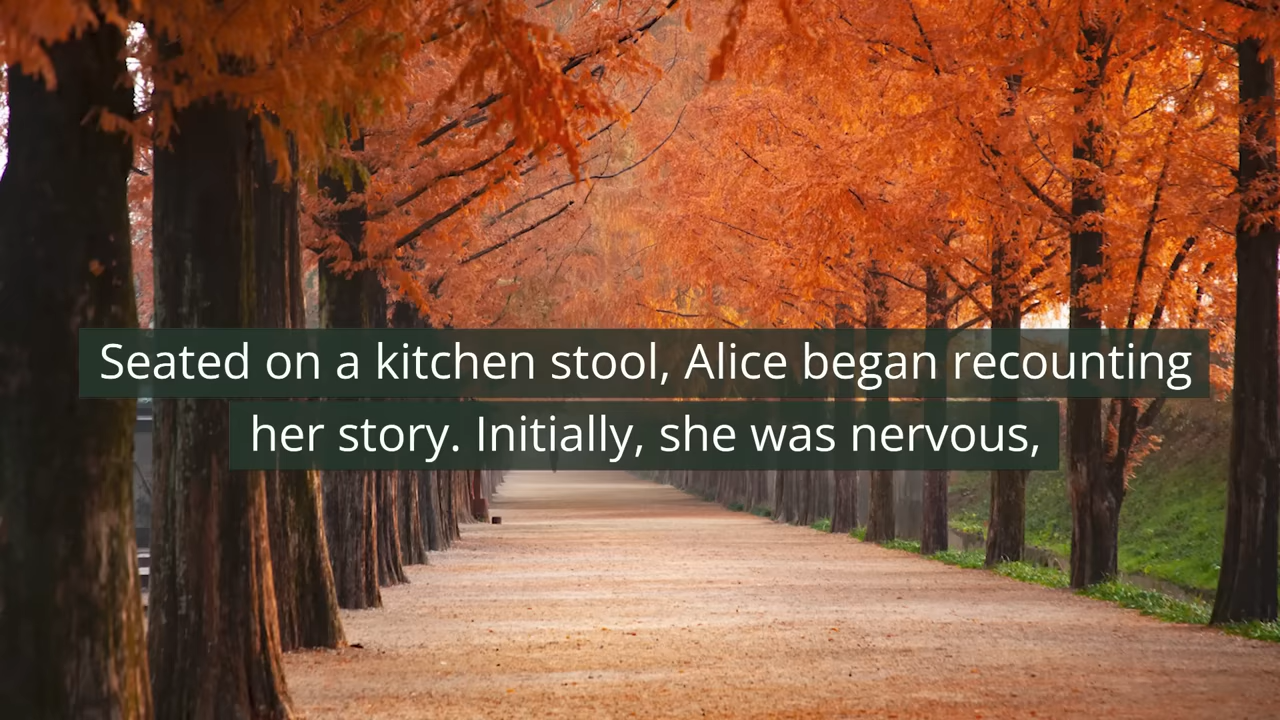 Seated on a kitchen stool, Alice began recounting
her story. Initially, she was nervous,